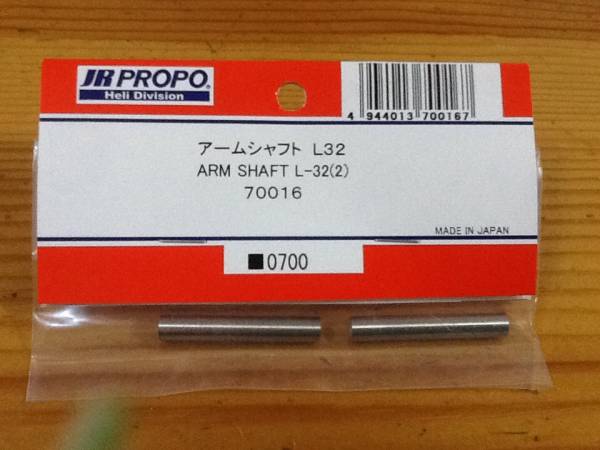 JR PROPO®
Heli Division
4 944013 700167
アームシャフト L32
ARM SHAFT L-32(2)
70016
MADE IN JAPAN
■0700